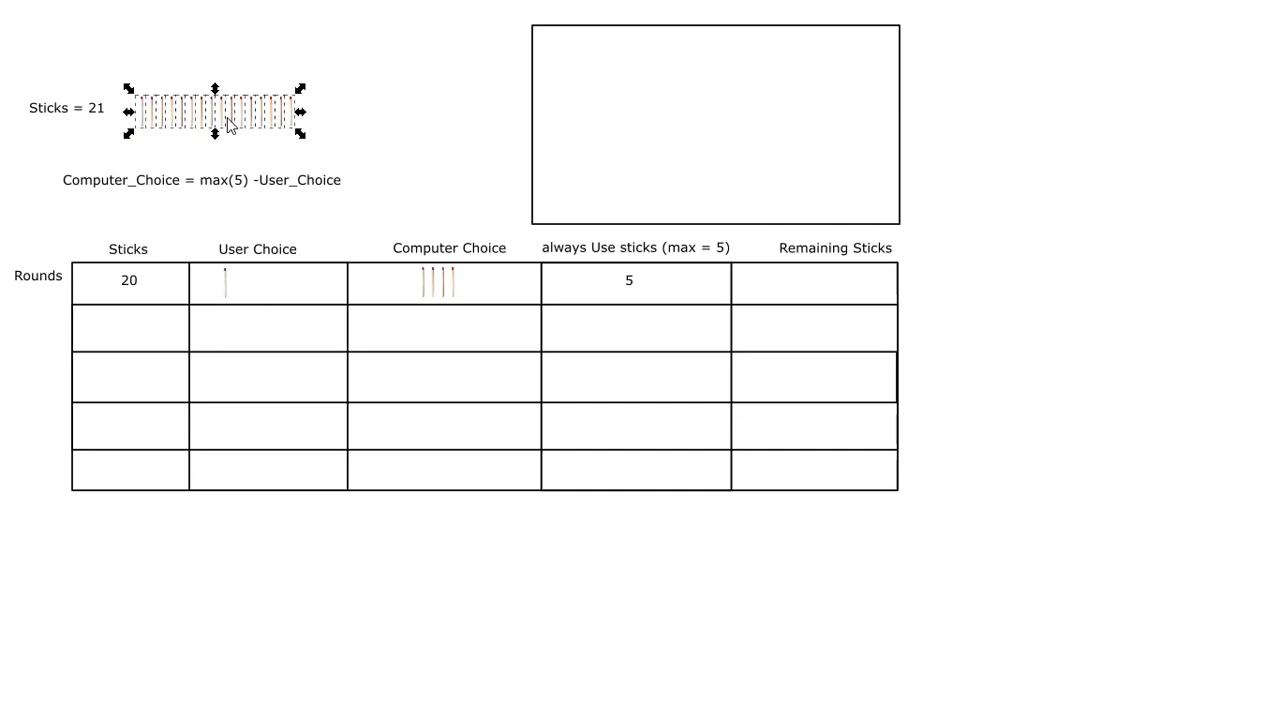 Sticks = 21
Computer_Choice = max(5) -User_Choice
Sticks User Choice Computer Choice always Use sticks (max = 5) Remaining Sticks
Rounds 20 5